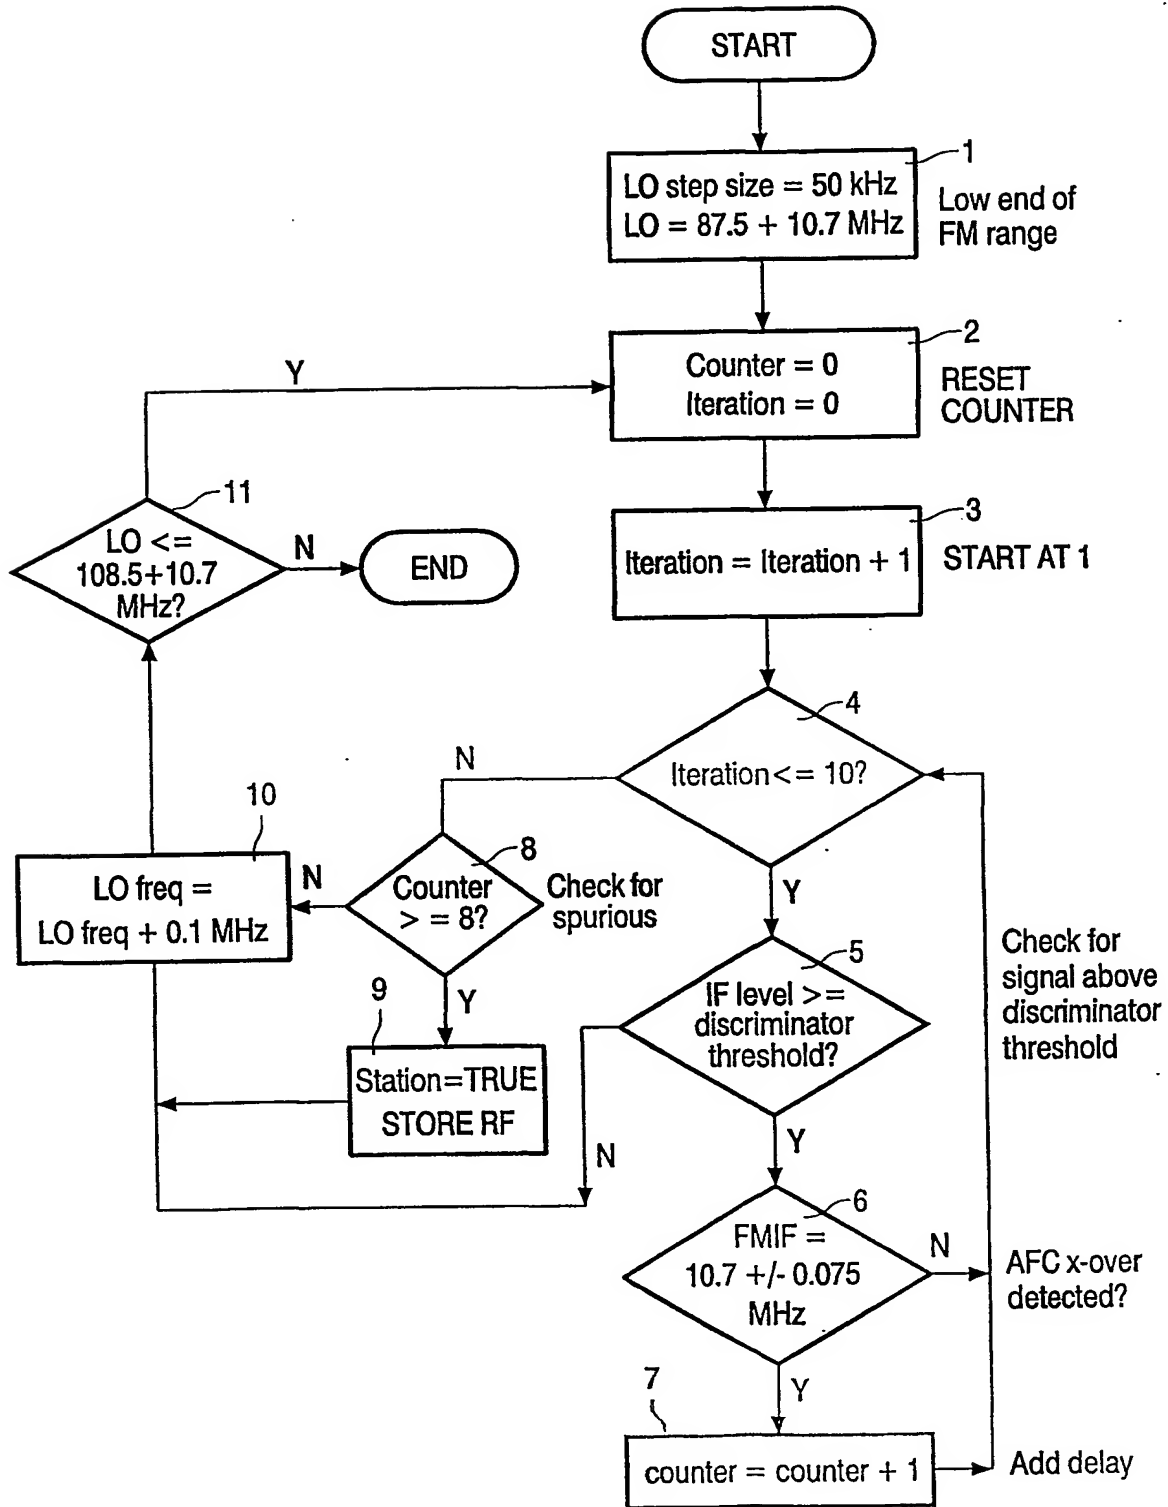 START
1
LO step size = 50 kHz
LO = 87.5 + 10.7 MHz
Low end of
FM range
2
Counter = 0
Iteration = 0
RESET
COUNTER
Y
11
LO <=
108.5+10.7
MHz?
N
END
3
Iteration = Iteration + 1
START AT 1
4
Iteration<= 10?
N
Y
10
LO freq =
LO freq + 0.1 MHz
N
8
Counter
> = 8?
Check for
spurious
Y
9
Station=TRUE
STORE RF
5
IF level >=
discriminator
threshold?
N
Y
Check for
signal above
discriminator
threshold
6
FMIF =
10.7 +/- 0.075
MHz
N
AFC x-over
detected?
Y
7
counter = counter + 1
Add delay